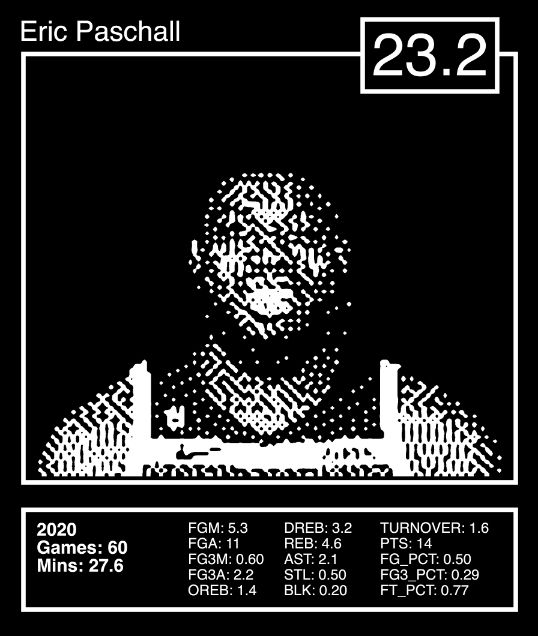 Eric Paschall
23.2
2020
Games: 60
Mins: 27.6
FGM: 5.3
FGA: 11
FG3M: 0.60
FG3A: 2.2
OREB: 1.4
DREB: 3.2
REB: 4.6
AST: 2.1
STL: 0.50
BLK: 0.20
TURNOVER: 1.6
PTS: 14
FG_PCT: 0.50
FG3_PCT: 0.29
FT_PCT: 0.77